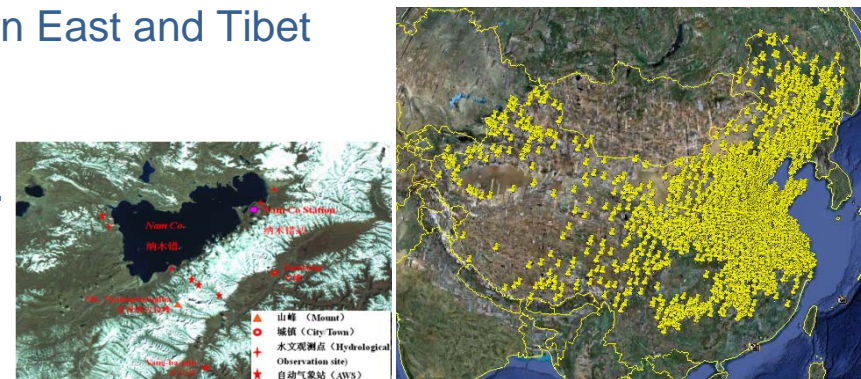 n East and Tibet
Nam Co
纳木错
Nam Co Station
纳木错站
山峰 (Mount)
城镇 (City/Town)
水文观测点 (Hydrological
Observation site)
自动气象站 (AWS)